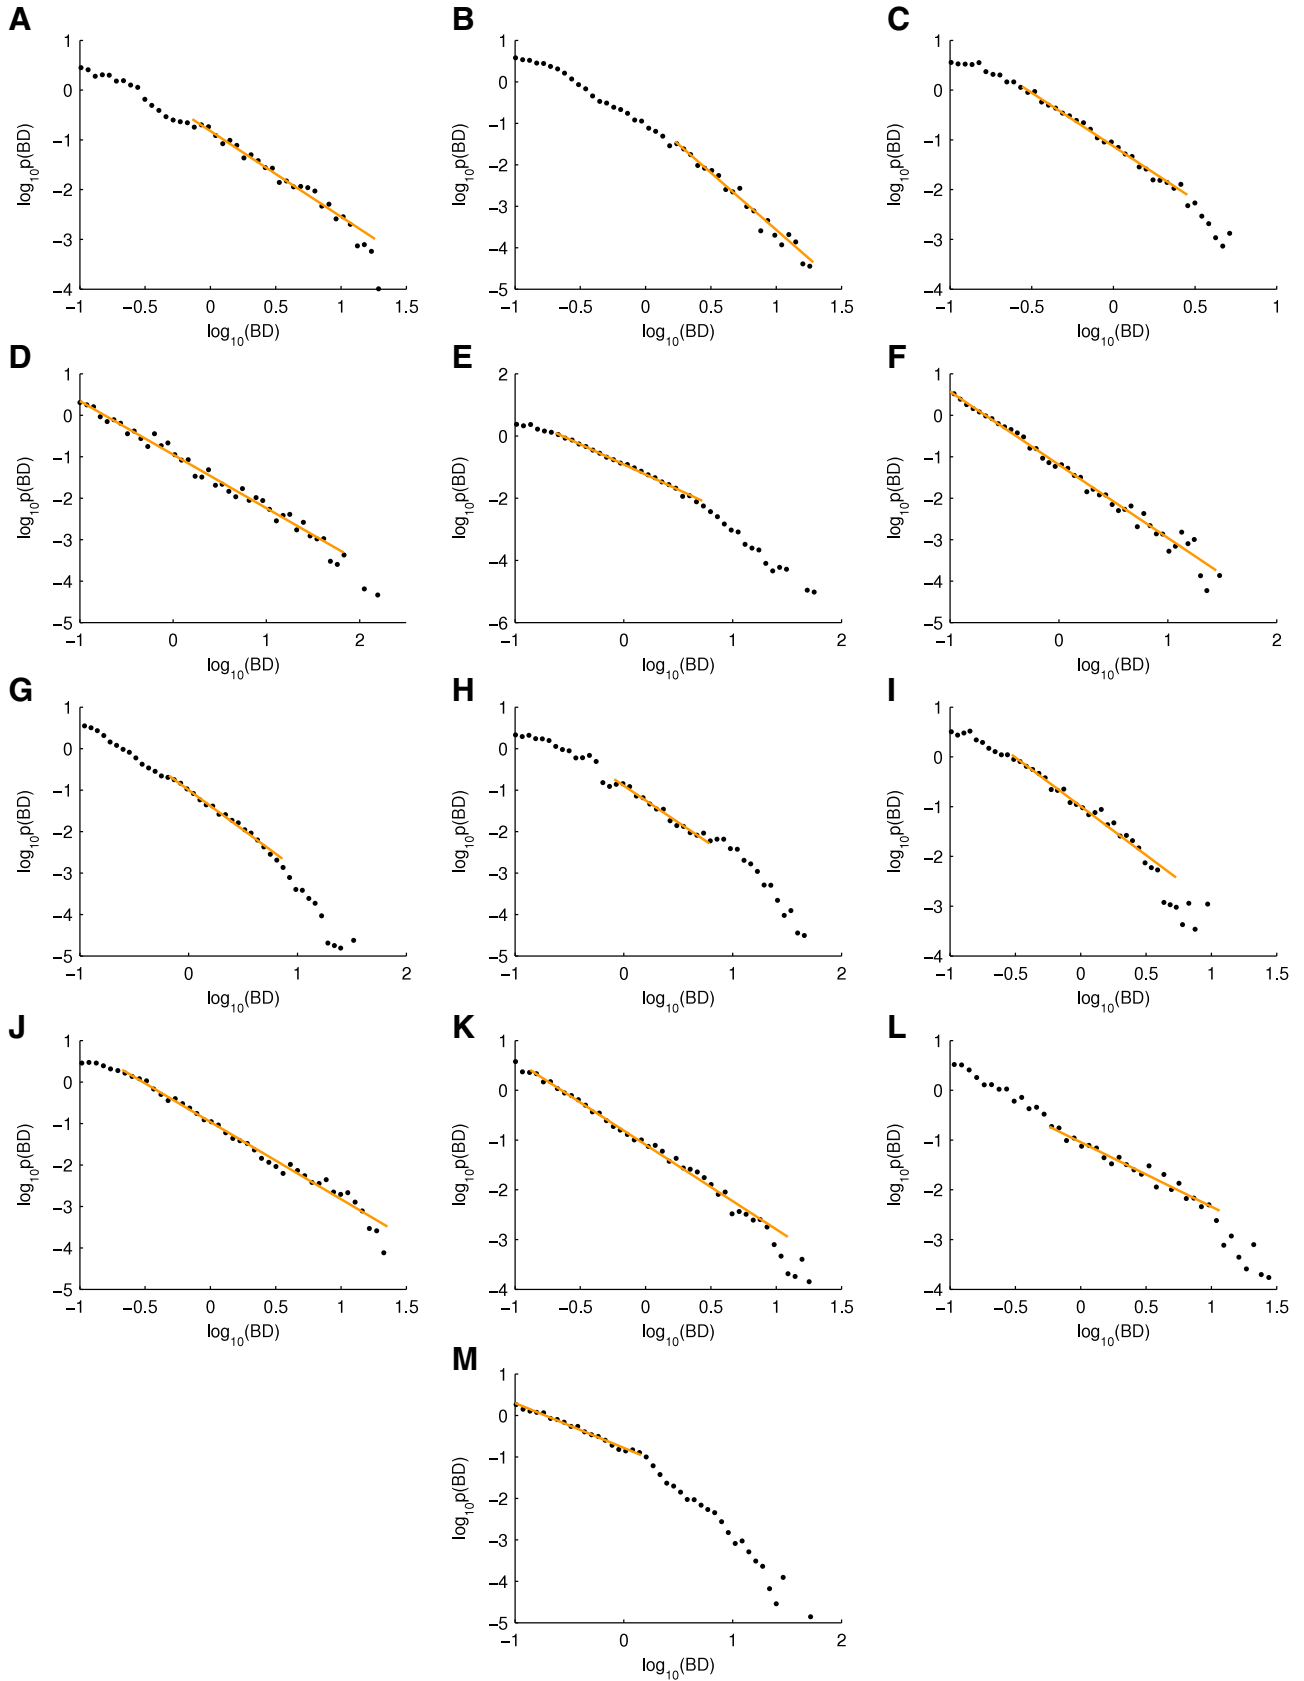 A B C
1 1 1
0 0 0
−1 −1 −1
−2 −2 −2
−3 −3 −3
−4 −4 −4
−5
log10p(BD) log10p(BD) log10p(BD)
−1 −0.5 0 0.5 1 1.5 −1 −0.5 0 0.5 1 1.5 −1 −0.5 0 0.5 1
log10(BD) log10(BD) log10(BD)
D E F
1 2 1
0 0 0
−1 −2 −1
−2 −4 −2
−3 −6 −3
−4 −4
−5 −5
log10p(BD) log10p(BD) log10p(BD)
−1 0 1 2 −1 0 1 2 −1 0 1 2
log10(BD) log10(BD) log10(BD)
G H I
1 1 1
0 0 0
−1 −1 −1
−2 −2 −2
−3 −3 −3
−4 −4 −4
−5 −5
log10p(BD) log10p(BD) log10p(BD)
−1 0 1 2 −1 0 1 2 −1 −0.5 0 0.5 1 1.5
log10(BD) log10(BD) log10(BD)
J K L
1 1 1
0 0 0
−1 −1 −1
−2 −2 −2
−3 −3 −3
−4 −4 −4
−5
log10p(BD) log10p(BD) log10p(BD)
−1 −0.5 0 0.5 1 1.5 −1 −0.5 0 0.5 1 1.5 −1 −0.5 0 0.5 1 1.5
log10(BD) log10(BD) log10(BD)
M
1
0
−1
−2
−3
−4
−5
log10p(BD)
−1 0 1 2
log10(BD)